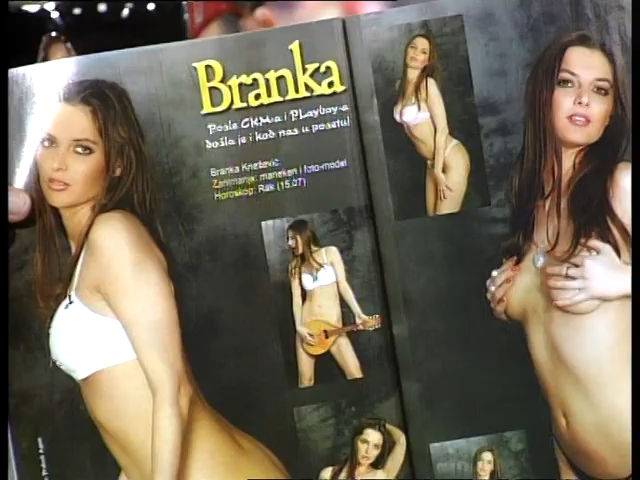 Branka
Posle CKM-a i PLayboy-a
došla je i kod nas u posetu!
Branka Knežević
Zanimanje: maneken i foto-model
Horoskop: Rak (15.07)